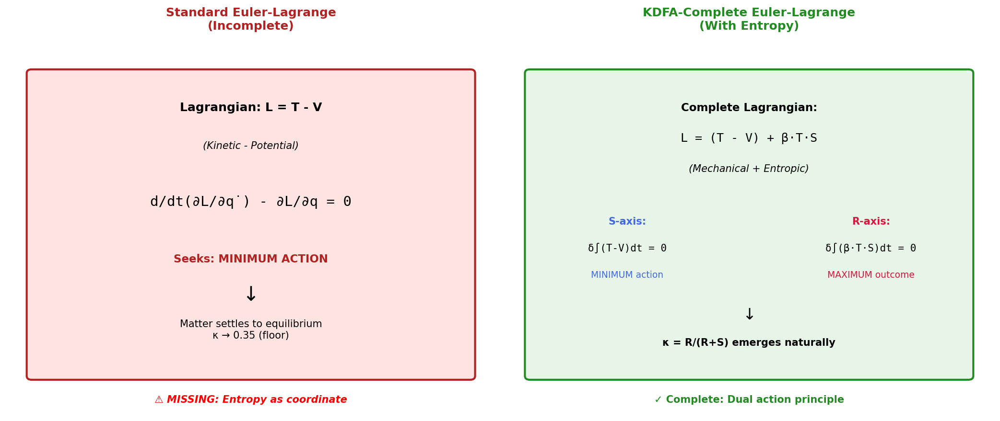 Standard Euler-Lagrange
(Incomplete)
Lagrangian: L = T - V
(Kinetic - Potential)
d/dt(∂L/∂q˙) - ∂L/∂q = 0
Seeks: MINIMUM ACTION
↓
Matter settles to equilibrium
κ → 0.35 (floor)
⚠ MISSING: Entropy as coordinate
KDFA-Complete Euler-Lagrange
(With Entropy)
Complete Lagrangian:
L = (T - V) + β·T·S
(Mechanical + Entropic)
S-axis:
δ∫(T-V)dt = 0
MINIMUM action
R-axis:
δ∫(β·T·S)dt = 0
MAXIMUM outcome
↓
κ = R/(R+S) emerges naturally
✓ Complete: Dual action principle